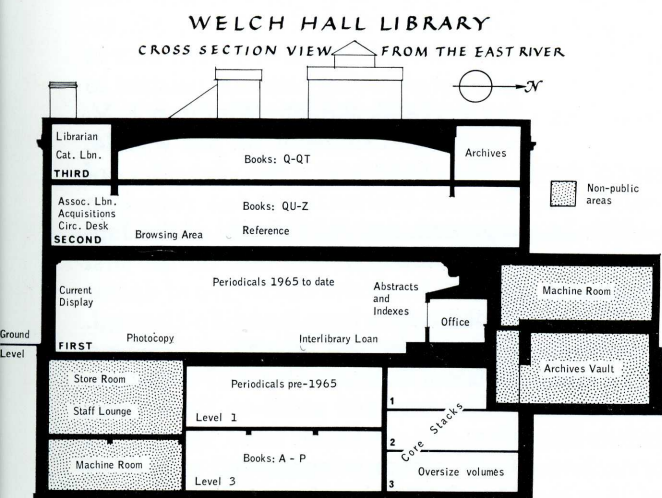 WELCH HALL LIBRARY
CROSS SECTION VIEW FROM THE EAST RIVER
N
Librarian
Cat. Lbn.
THIRD
Books: Q-QT
Archives
Non-public
areas
Assoc. Lbn.
Acquisitions
Circ. Desk
SECOND
Browsing Area
Books: QU-Z
Reference
Current
Display
Periodicals 1965 to date
Abstracts
and
Indexes
Office
Machine Room
Ground
Level
FIRST
Photocopy
Interlibrary Loan
Archives Vault
Store Room
Staff Lounge
Periodicals pre-1965
Level 1
1
2
3
Core Stacks
Machine Room
Books: A - P
Level 3
Oversize volumes